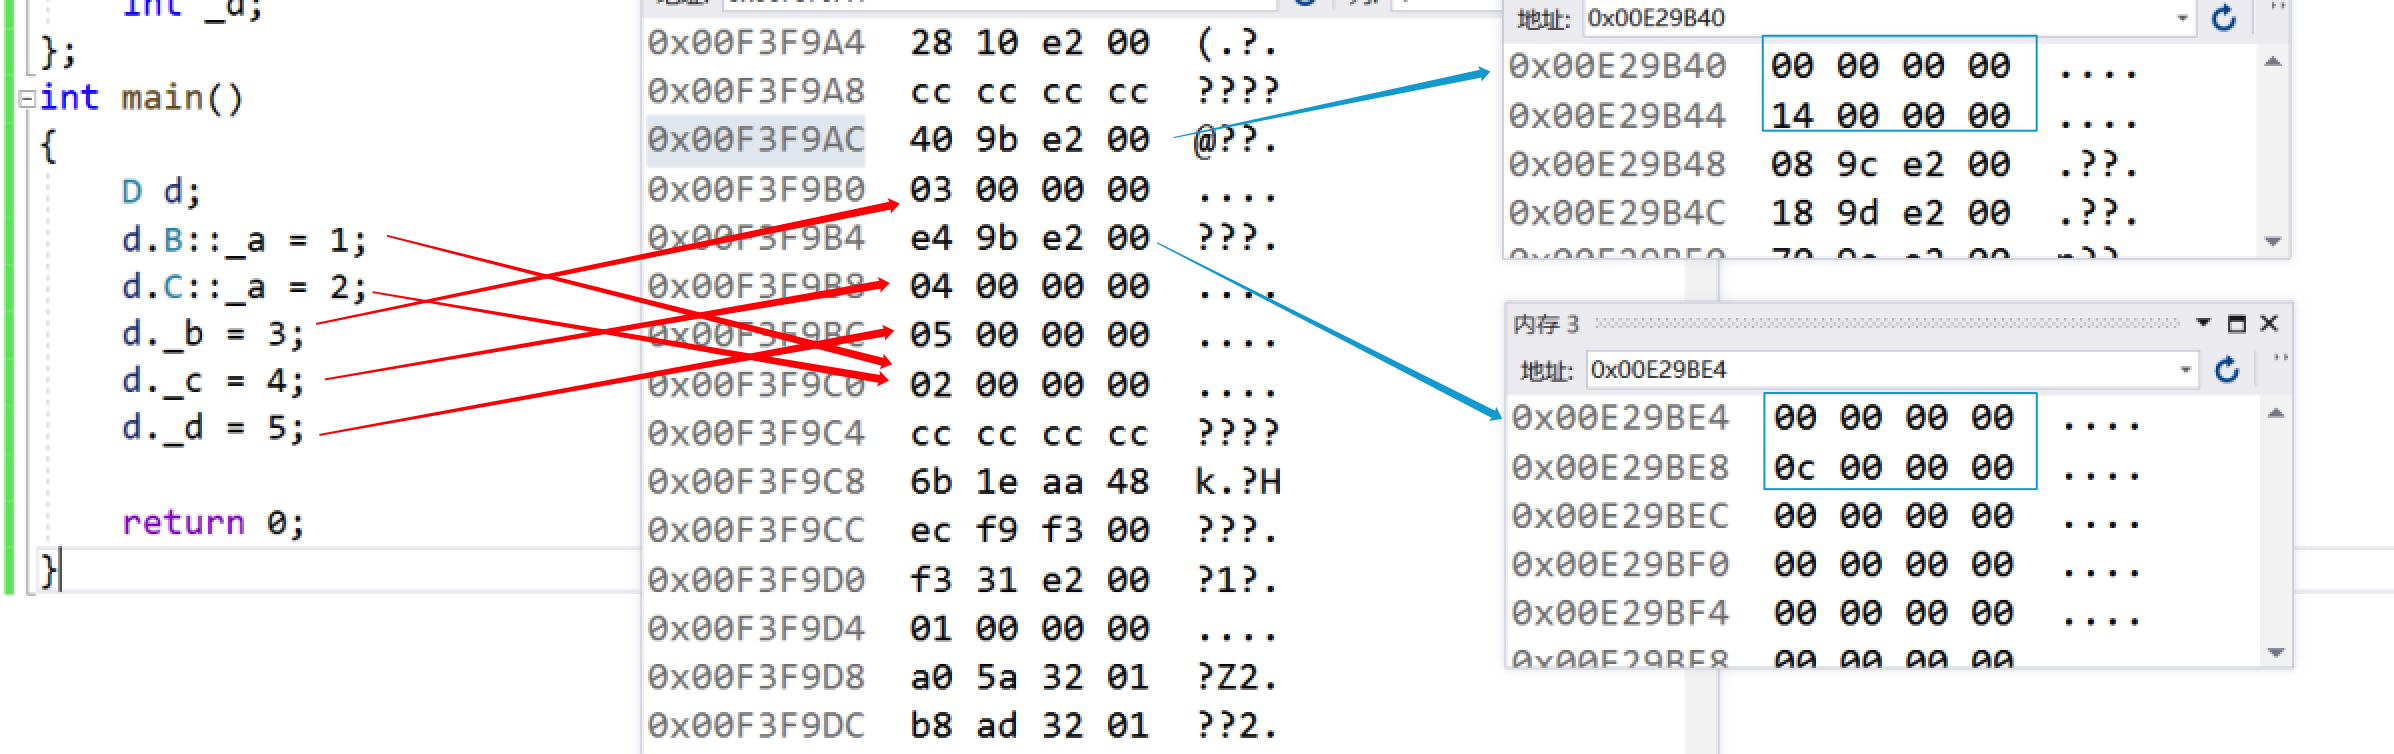 int _d;
};
int main()
{
D d;
d.B::_a = 1;
d.C::_a = 2;
d._b = 3;
d._c = 4;
d._d = 5;
return 0;
}
0x00F3F9A4 28 10 e2 00 (.?.
0x00F3F9A8 cc cc cc cc ????
0x00F3F9AC 40 9b e2 00 @??.
0x00F3F9B0 03 00 00 00 ....
0x00F3F9B4 e4 9b e2 00 ???.
0x00F3F9B8 04 00 00 00 ....
0x00F3F9BC 05 00 00 00 ....
0x00F3F9C0 02 00 00 00 ....
0x00F3F9C4 cc cc cc cc ????
0x00F3F9C8 6b 1e aa 48 k.?H
0x00F3F9CC ec f9 f3 00 ???.
0x00F3F9D0 f3 31 e2 00 ?1?.
0x00F3F9D4 01 00 00 00 ....
0x00F3F9D8 a0 5a 32 01 ?Z2.
0x00F3F9DC b8 ad 32 01 ??2.
地址: 0x00E29B40
0x00E29B40 00 00 00 00 ....
0x00E29B44 14 00 00 00 ....
0x00E29B48 08 9c e2 00 .??.
0x00E29B4C 18 9d e2 00 .??.
内存 3
地址: 0x00E29BE4
0x00E29BE4 00 00 00 00 ....
0x00E29BE8 0c 00 00 00 ....
0x00E29BEC 00 00 00 00 ....
0x00E29BF0 00 00 00 00 ....
0x00E29BF4 00 00 00 00 ....
0x00E29BF8 00 00 00 00